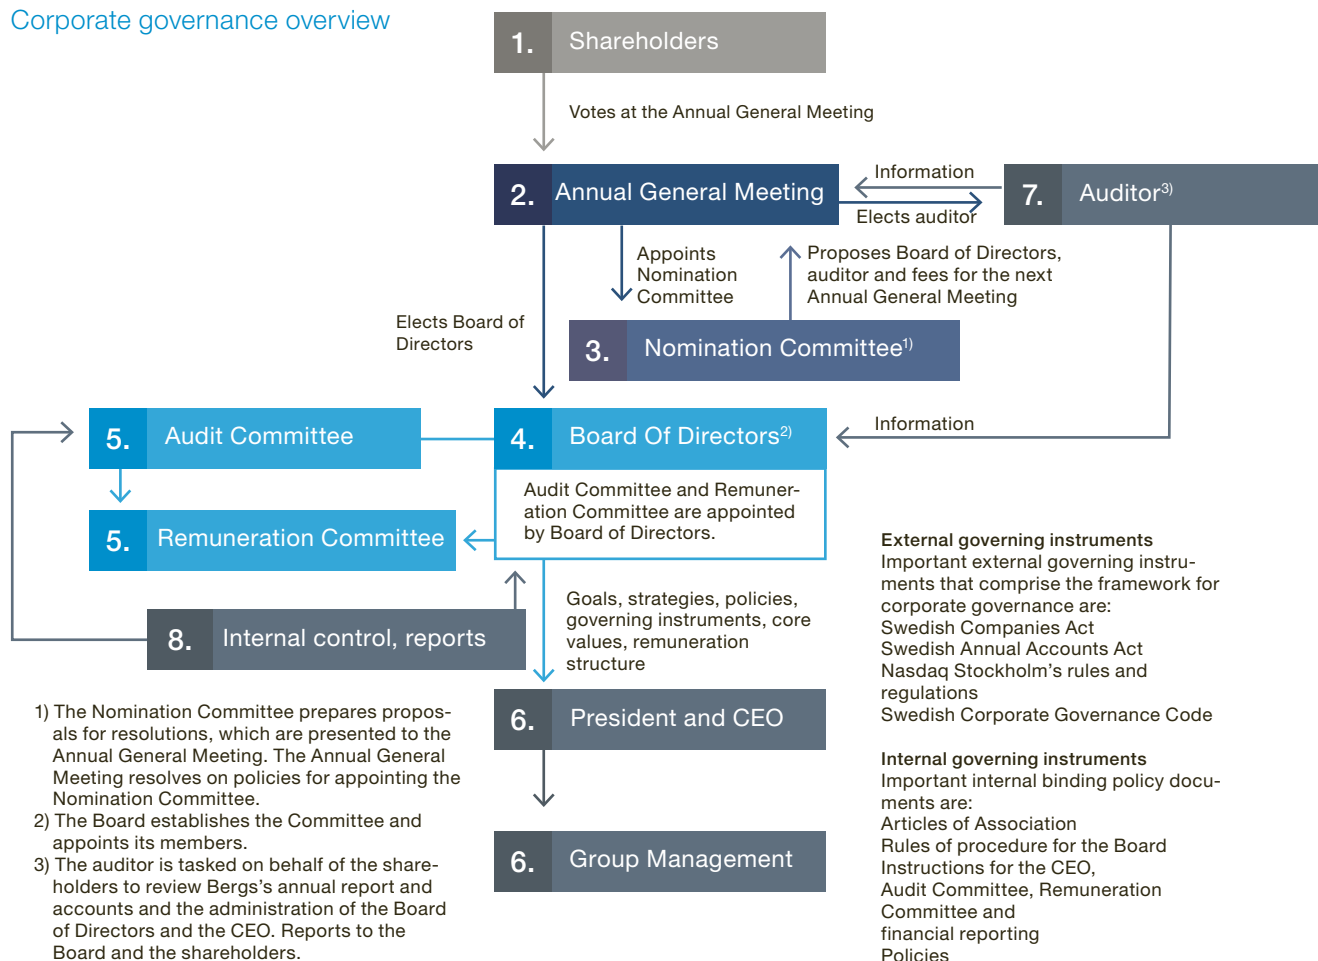 Corporate governance overview
1. Shareholders
Votes at the Annual General Meeting
2. Annual General Meeting
Information
Elects auditor
7. Auditor3)
Appoints
Nomination
Committee
Proposes Board of Directors,
auditor and fees for the next
Annual General Meeting
Elects Board of
Directors
3. Nomination Committee1)
5. Audit Committee
4. Board Of Directors2)
Information
Audit Committee and Remuner-
ation Committee are appointed
by Board of Directors.
5. Remuneration Committee
8. Internal control, reports
Goals, strategies, policies,
governing instruments, core
values, remuneration
structure
6. President and CEO
6. Group Management
1) The Nomination Committee prepares propos-
als for resolutions, which are presented to the
Annual General Meeting. The Annual General
Meeting resolves on policies for appointing the
Nomination Committee.
2) The Board establishes the Committee and
appoints its members.
3) The auditor is tasked on behalf of the share-
holders to review Bergs's annual report and
accounts and the administration of the Board
of Directors and the CEO. Reports to the
Board and the shareholders.
External governing instruments
Important external governing instru-
ments that comprise the framework for
corporate governance are:
Swedish Companies Act
Swedish Annual Accounts Act
Nasdaq Stockholm's rules and
regulations
Swedish Corporate Governance Code
Internal governing instruments
Important internal binding policy docu-
ments are:
Articles of Association
Rules of procedure for the Board
Instructions for the CEO,
Audit Committee, Remuneration
Committee and
financial reporting
Policies